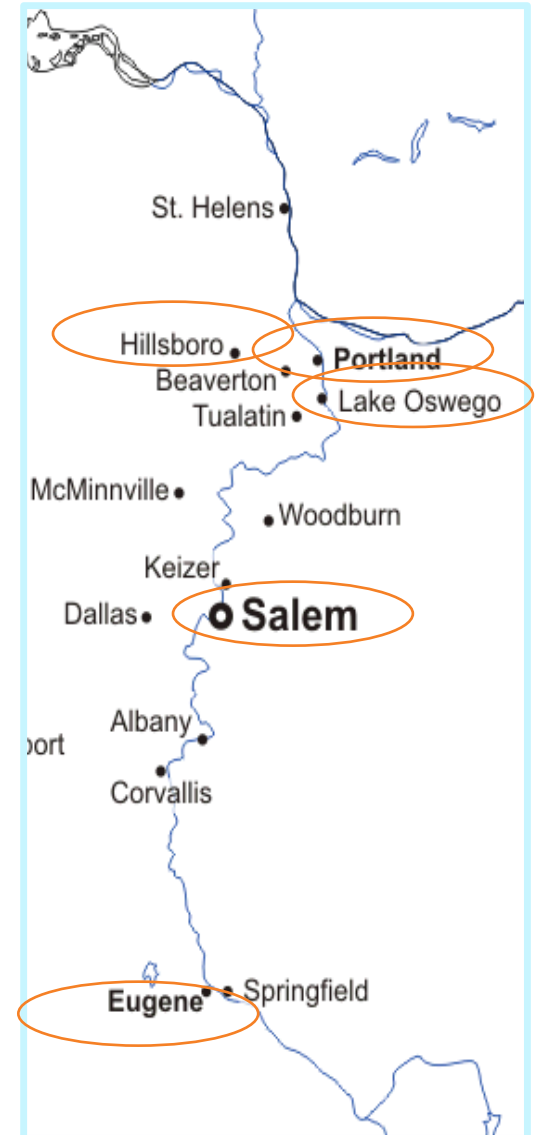 St. Helens
Hillsboro
Portland
Beaverton
Lake Oswego
Tualatin
McMinnville
Woodburn
Keizer
Dallas
Salem
Albany
port
Corvallis
Eugene
Springfield